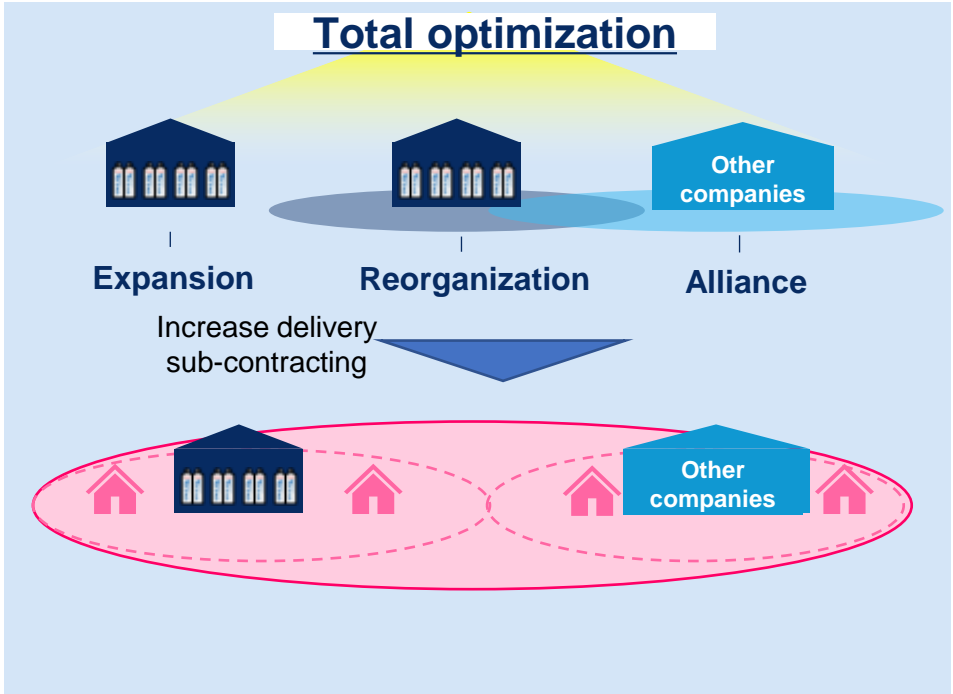 Total optimization
Other
companies
Expansion
Reorganization
Alliance
Increase delivery
sub-contracting
Other
companies